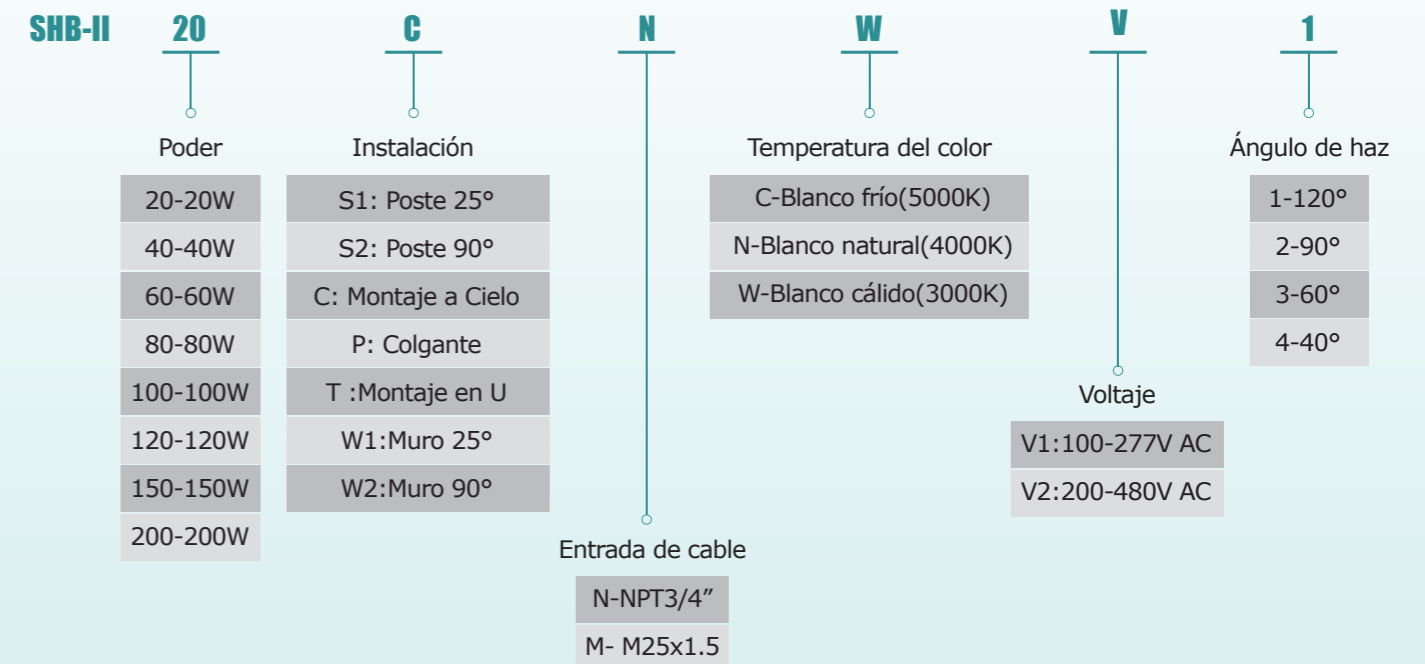 SHB-II 20 C N W V 1
Poder
20-20W
40-40W
60-60W
80-80W
100-100W
120-120W
150-150W
200-200W
Instalación
S1: Poste 25°
S2: Poste 90°
C: Montaje a Cielo
P: Colgante
T :Montaje en U
W1:Muro 25°
W2:Muro 90°
Entrada de cable
N-NPT3/4”
M- M25x1.5
Temperatura del color
C-Blanco frío(5000K)
N-Blanco natural(4000K)
W-Blanco cálido(3000K)
Voltaje
V1:100-277V AC
V2:200-480V AC
Ángulo de haz
1-120°
2-90°
3-60°
4-40°